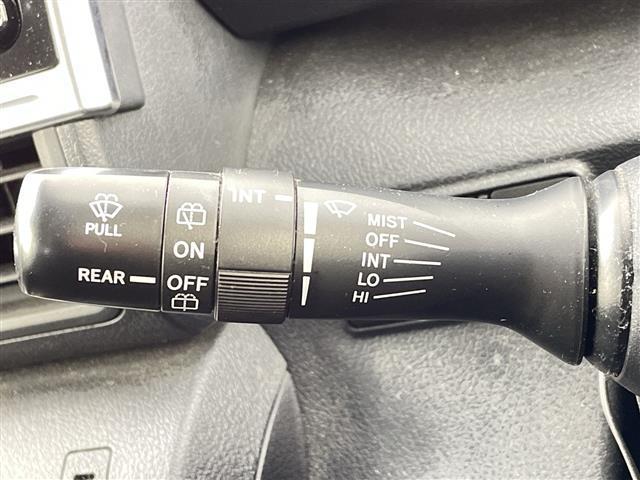 PULL
REAR
ON
OFF
INT
MIST
OFF
INT
LO
HI